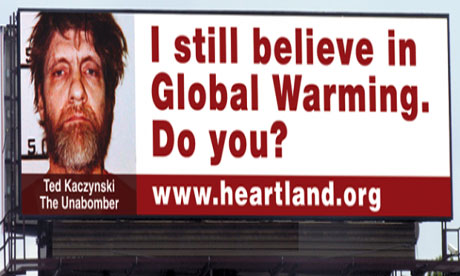 I still believe in
Global Warming.
Do you?
Ted Kaczynski
The Unabomber
www.heartland.org